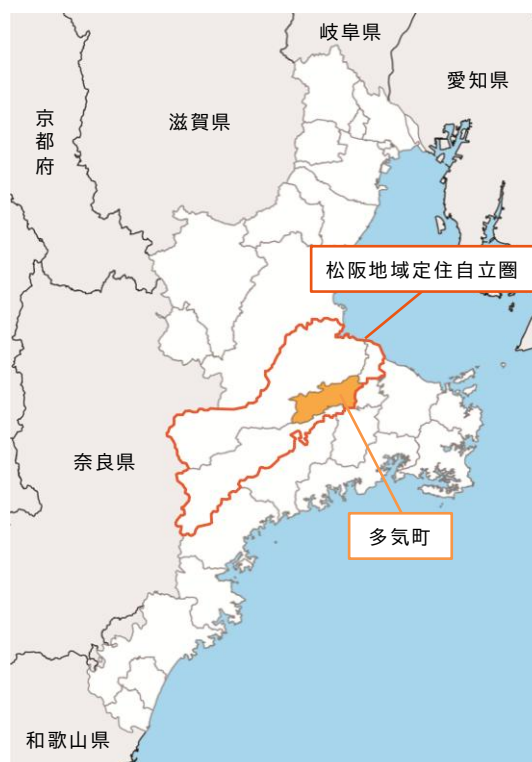 岐阜県
愛知県
滋賀県
京都府
松阪地域定住自立圏
奈良県
多気町
和歌山県